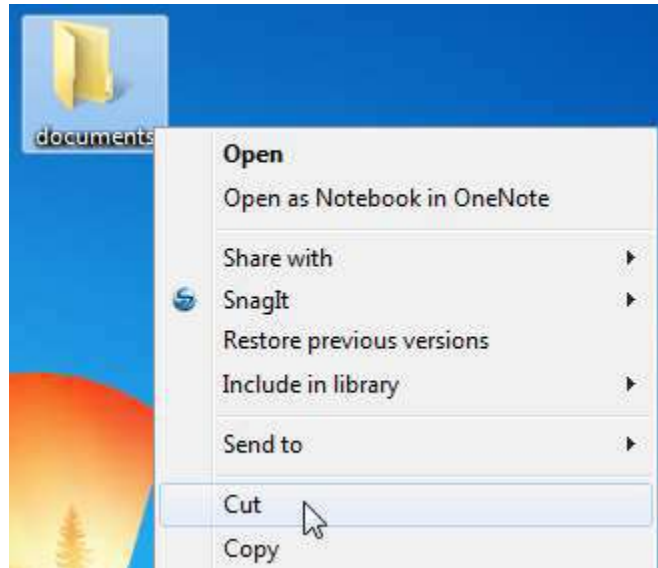 documents
Open
Open as Notebook in OneNote
Share with
SnagIt
Restore previous versions
Include in library
Send to
Cut
Copy